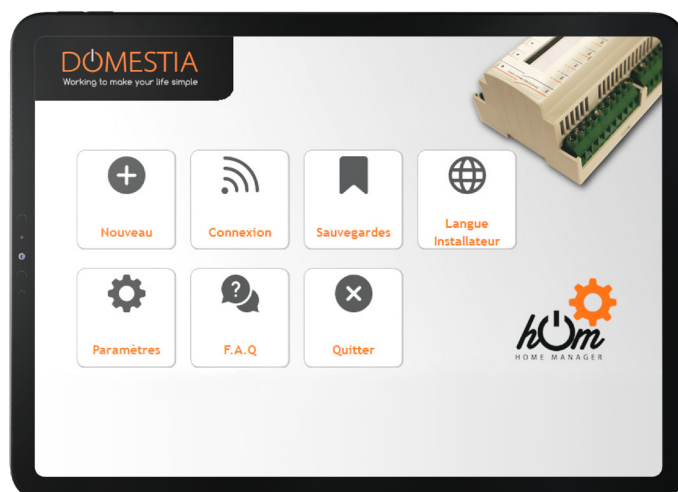 DOMESTIA
Working to make your life simple
Nouveau
Connexion
Sauvegardes
Langue
Installateur
Paramètres
F.A.Q
Quitter
hom
HOME MANAGER